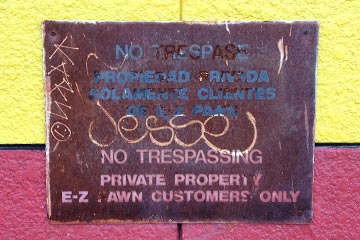 NO TRESPASE
PROPIEDAD PRIVADA
SOLAMENTE CLIENTES
DE E-Z PAWN
Jesse
NO TRESPASSING
PRIVATE PROPERTY
E-Z PAWN CUSTOMERS ONLY